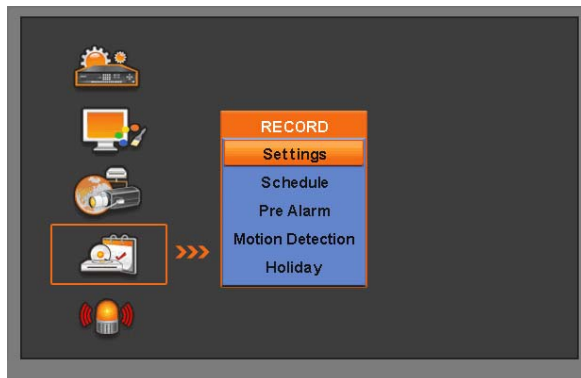 RECORD
Settings
Schedule
Pre Alarm
Motion Detection
Holiday